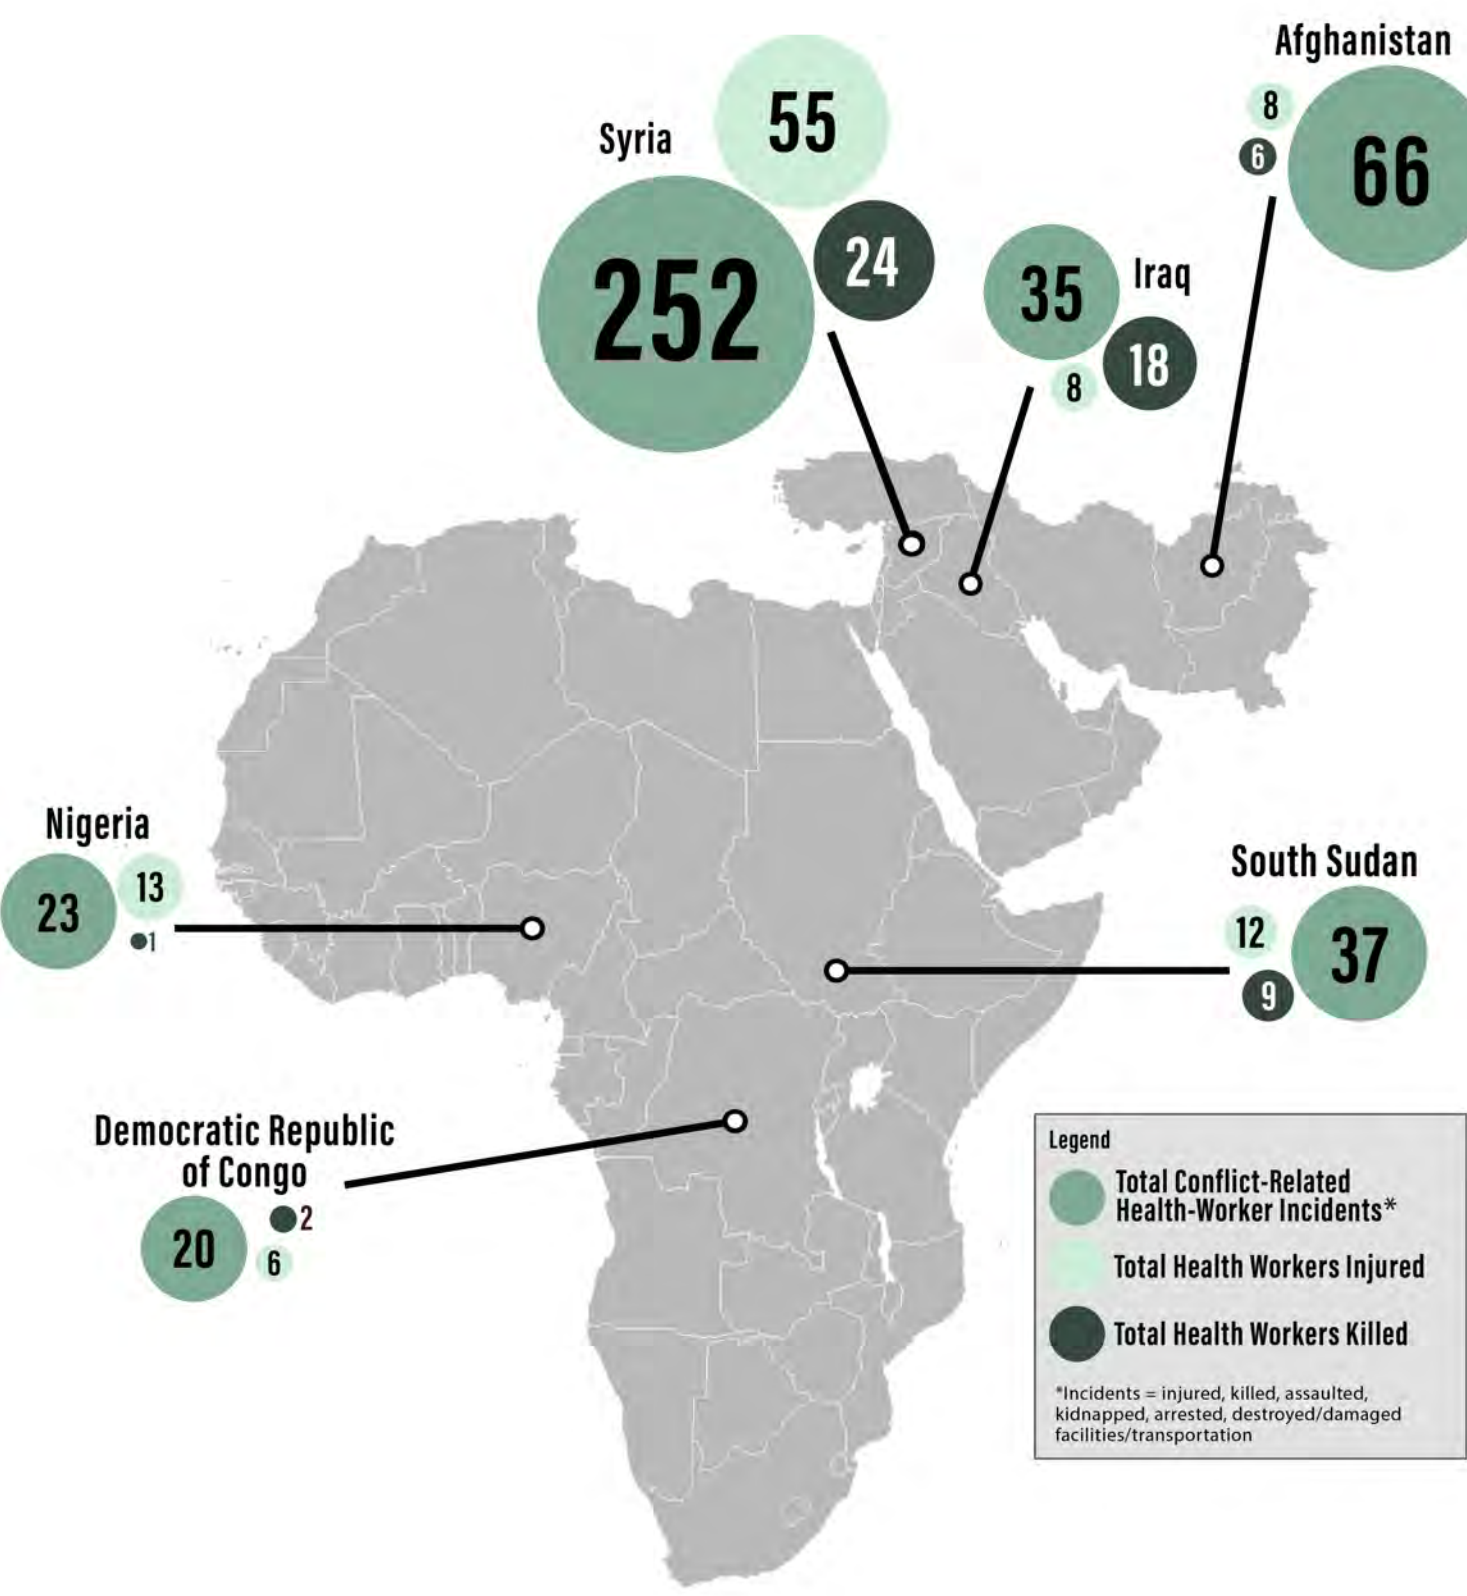 Afghanistan
8
6
66
Syria
55
252
24
35
Iraq
18
8
Nigeria
23
13
1
South Sudan
12
37
9
Democratic Republic
of Congo
20
2
6
Legend
Total Conflict-Related
Health-Worker Incidents*
Total Health Workers Injured
Total Health Workers Killed
*Incidents = injured, killed, assaulted,
kidnapped, arrested, destroyed/damaged
facilities/transportation